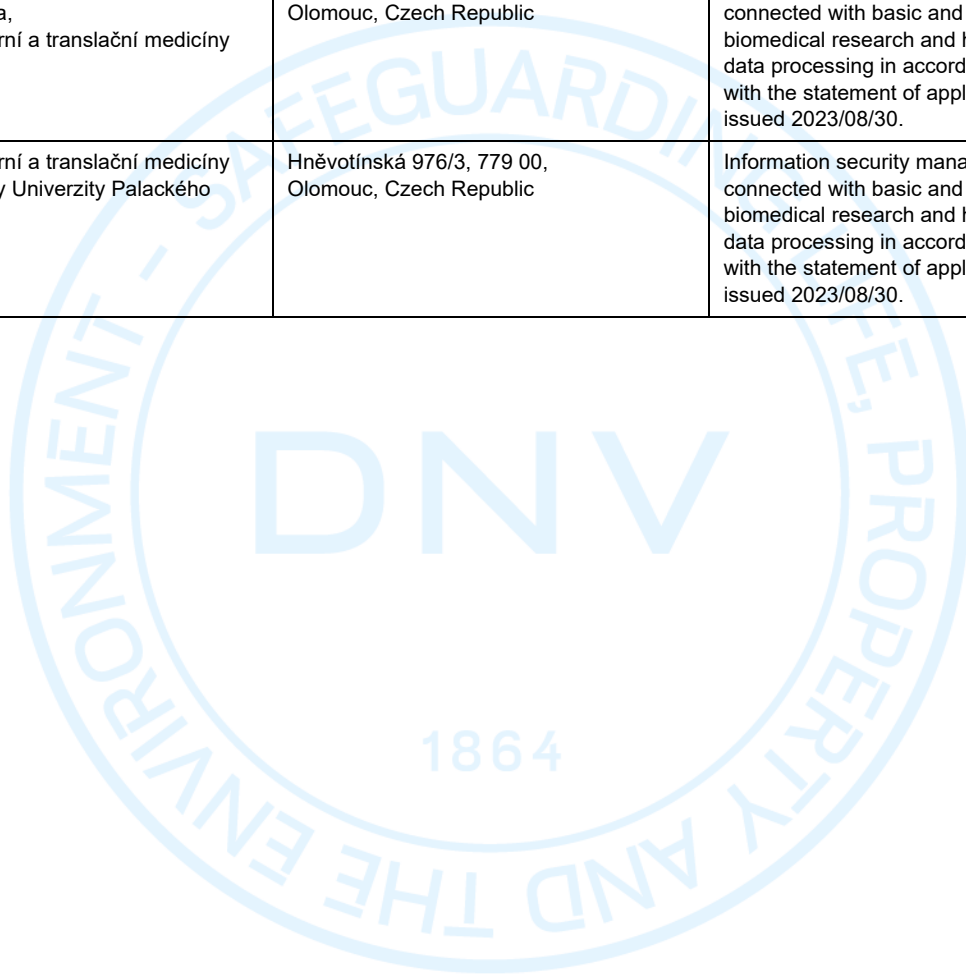 a,
rní a translační medicíny
Olomouc, Czech Republic
connected with basic and
biomedical research and
data processing in accord
with the statement of appl
issued 2023/08/30.
rní a translační medicíny
y Univerzity Palackého
Hněvotínská 976/3, 779 00,
Olomouc, Czech Republic
Information security mana
connected with basic and
biomedical research and
data processing in accord
with the statement of appl
issued 2023/08/30.
SAFEGUARDING LIFE, PROPERTY AND THE ENVIRONMENT -
DNV
1864